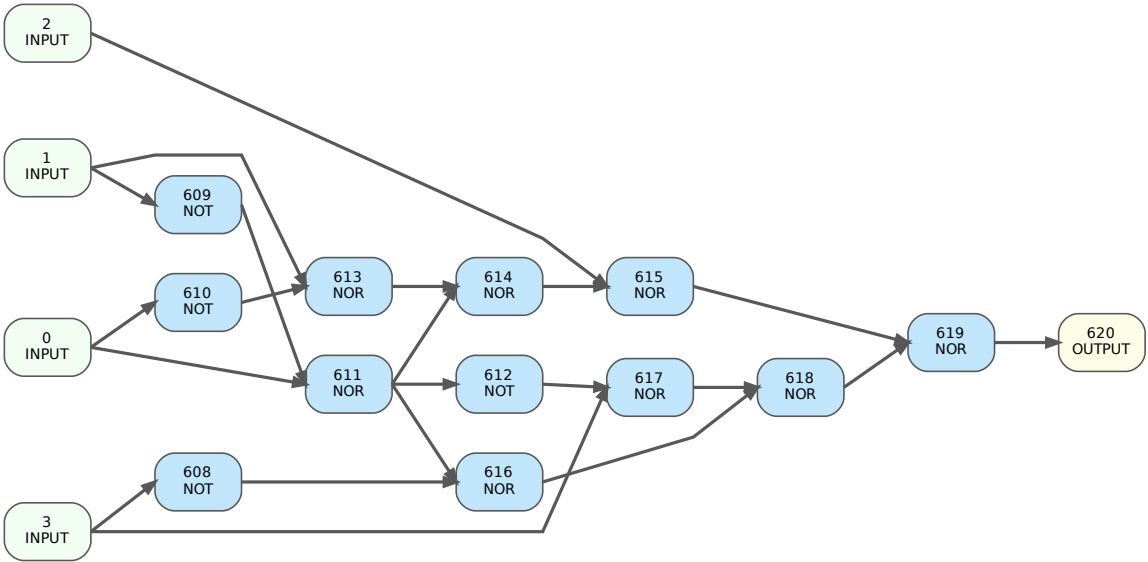 2
INPUT
1
INPUT
609
NOT
610
NOT
0
INPUT
613
NOR
614
NOR
615
NOR
619
NOR
620
OUTPUT
611
NOR
612
NOT
617
NOR
618
NOR
608
NOT
616
NOR
3
INPUT